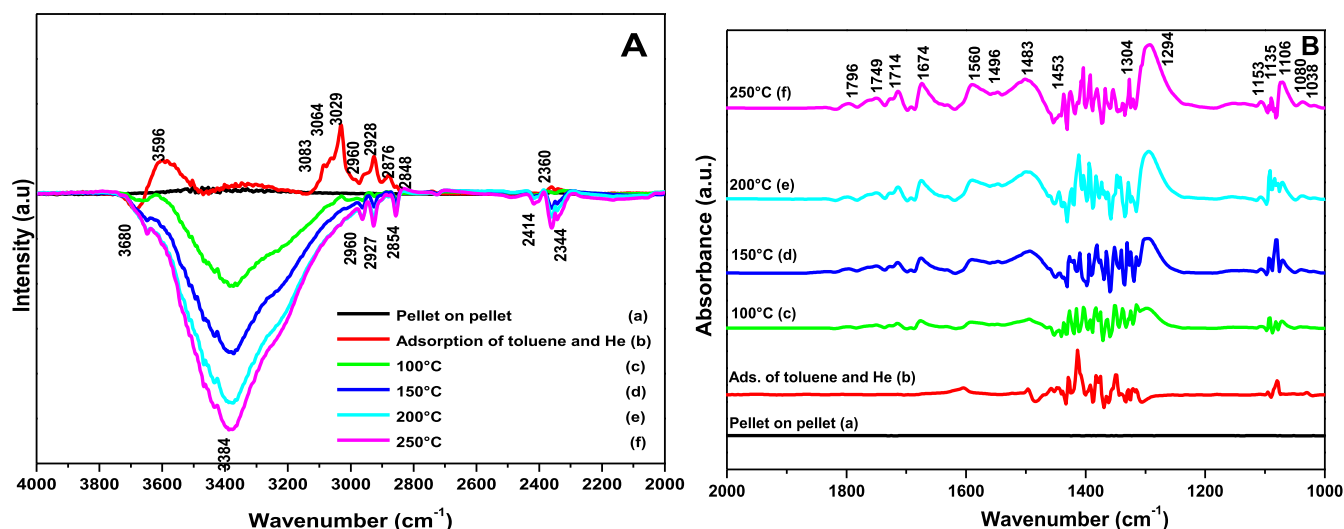 A
3596
3083
3064
3029
2960
2928
2876
2848
2360
3680
2960
2927
2854
2414
2344
3384
Pellet on pellet (a)
Adsorption of toluene and He (b)
100°C (c)
150°C (d)
200°C (e)
250°C (f)
Intensity (a.u)
4000 3800 3600 3400 3200 3000 2800 2600 2400 2200 2000
Wavenumber (cm-1)
B
1796
1749
1714
1674
1560
1496
1483
1453
1304
1294
1153
1135
1106
1080
1038
250°C (f)
200°C (e)
150°C (d)
100°C (c)
Ads. of toluene and He (b)
Pellet on pellet (a)
Absorbance (a.u.)
2000 1800 1600 1400 1200 1000
Wavenumber (cm-1)